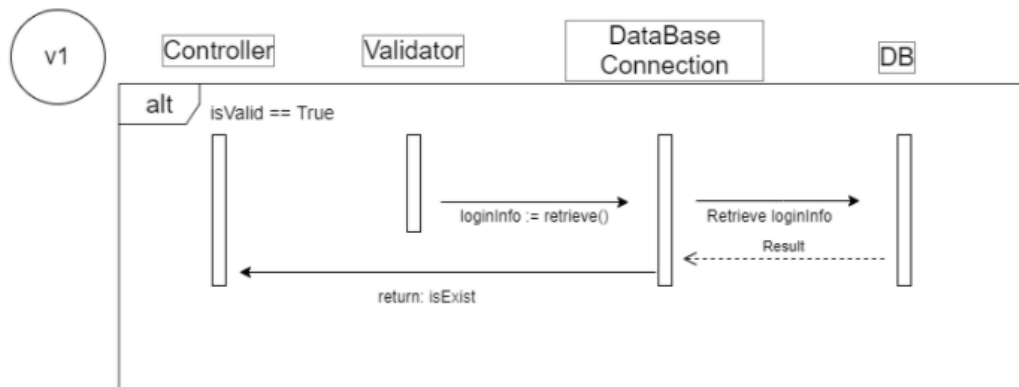 v1
Controller
Validator
DataBase
Connection
DB
alt
isValid == True
loginInfo := retrieve()
Retrieve loginInfo
Result
return: isExist